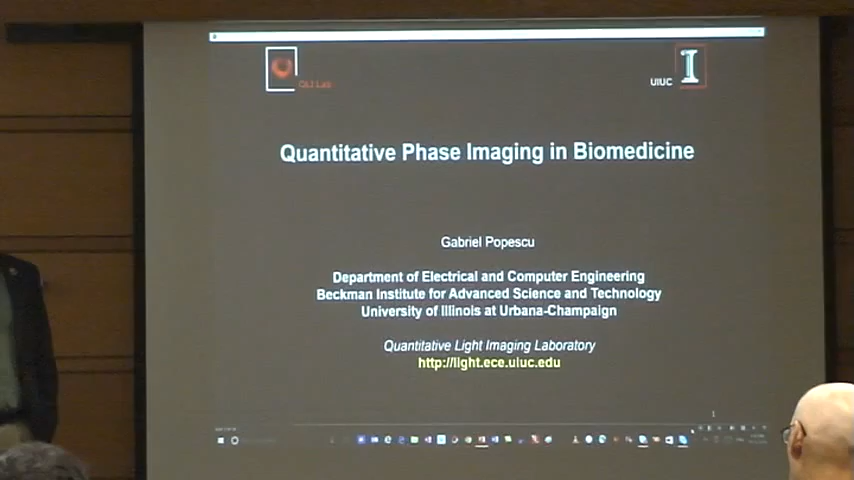 QLI Lab
UIUC
I
Quantitative Phase Imaging in Biomedicine
Gabriel Popescu
Department of Electrical and Computer Engineering
Beckman Institute for Advanced Science and Technology
University of Illinois at Urbana-Champaign
Quantitative Light Imaging Laboratory
http://light.ece.uiuc.edu